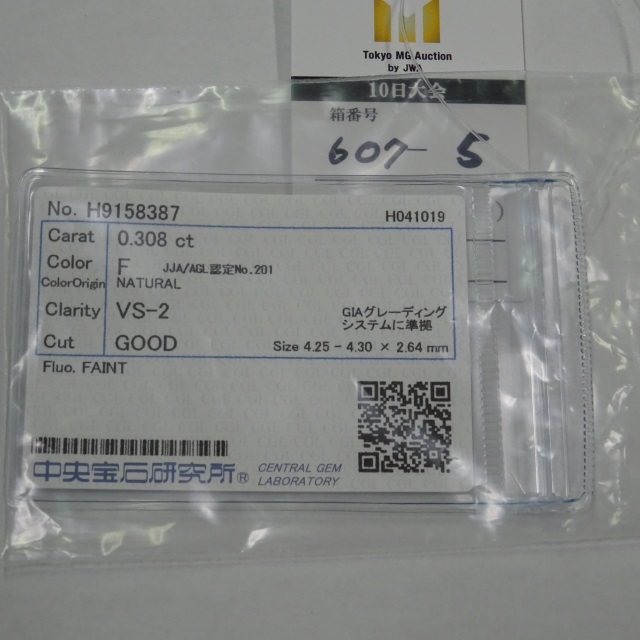 Tokyo MG Auction
by JWA
10日大会
箱番号
607- 5
No. H9158387
H041019
Carat 0.308 ct
Color F JJA/AGL認定No.201
ColorOrigin NATURAL
Clarity VS-2
GIAグレーディング
システムに準拠
Cut GOOD
Size 4.25 - 4.30 × 2.64 mm
Fluo. FAINT
中央宝石研究所®
CENTRAL GEM
LABORATORY